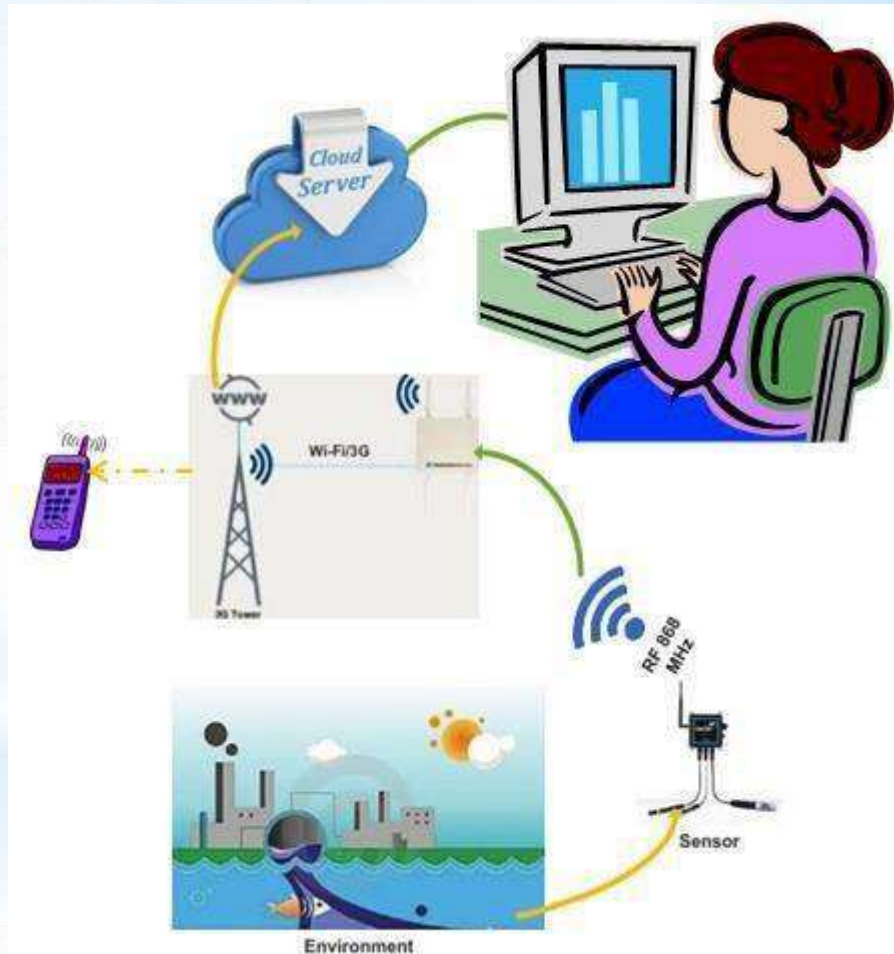 Cloud
Server
www
Wi-Fi/3G
3G Tower
RF 868
MHz
Sensor
Environment